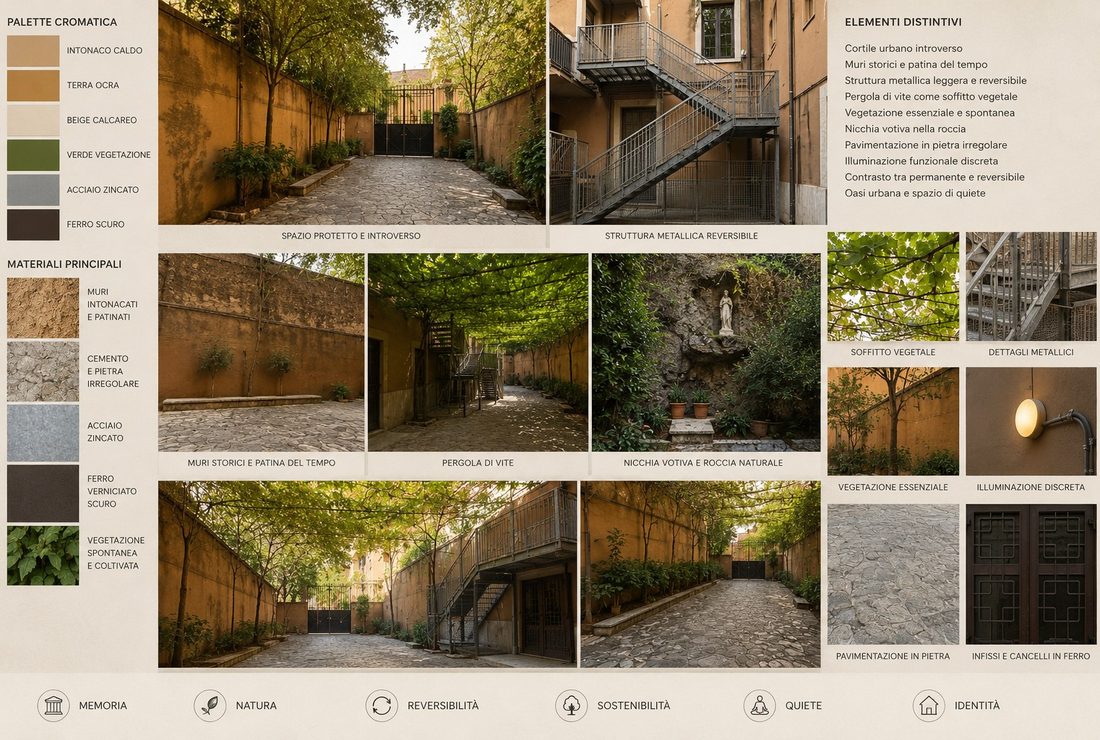 PALETTE CROMATICA
INTONACO CALDO
TERRA OCRA
BEIGE CALCAREO
VERDE VEGETAZIONE
ACCIAIO ZINCATO
FERRO SCURO
MATERIALI PRINCIPALI
MURI
INTONACATI
E PATINATI
CEMENTO
E PIETRA
IRREGOLARE
ACCIAIO
ZINCATO
FERRO
VERNICIATO
SCURO
VEGETAZIONE
SPONTANEA
E COLTIVATA
SPAZIO PROTETTO E INTROVERSO
STRUTTURA METALLICA REVERSIBILE
MURI STORICI E PATINA DEL TEMPO
PERGOLA DI VITE
NICCHIA VOTIVA E ROCCIA NATURALE
ELEMENTI DISTINTIVI
Cortile urbano introverso
Muri storici e patina del tempo
Struttura metallica leggera e reversibile
Pergola di vite come soffitto vegetale
Vegetazione essenziale e spontanea
Nicchia votiva nella roccia
Pavimentazione in pietra irregolare
Illuminazione funzionale discreta
Contrasto tra permanente e reversibile
Oasi urbana e spazio di quiete
SOFFITTO VEGETALE
DETTAGLI METALLICI
VEGETAZIONE ESSENZIALE
ILLUMINAZIONE DISCRETA
PAVIMENTAZIONE IN PIETRA
INFISSI E CANCELLI IN FERRO
MEMORIA
NATURA
REVERSIBILITÀ
SOSTENIBILITÀ
QUIETE
IDENTITÀ